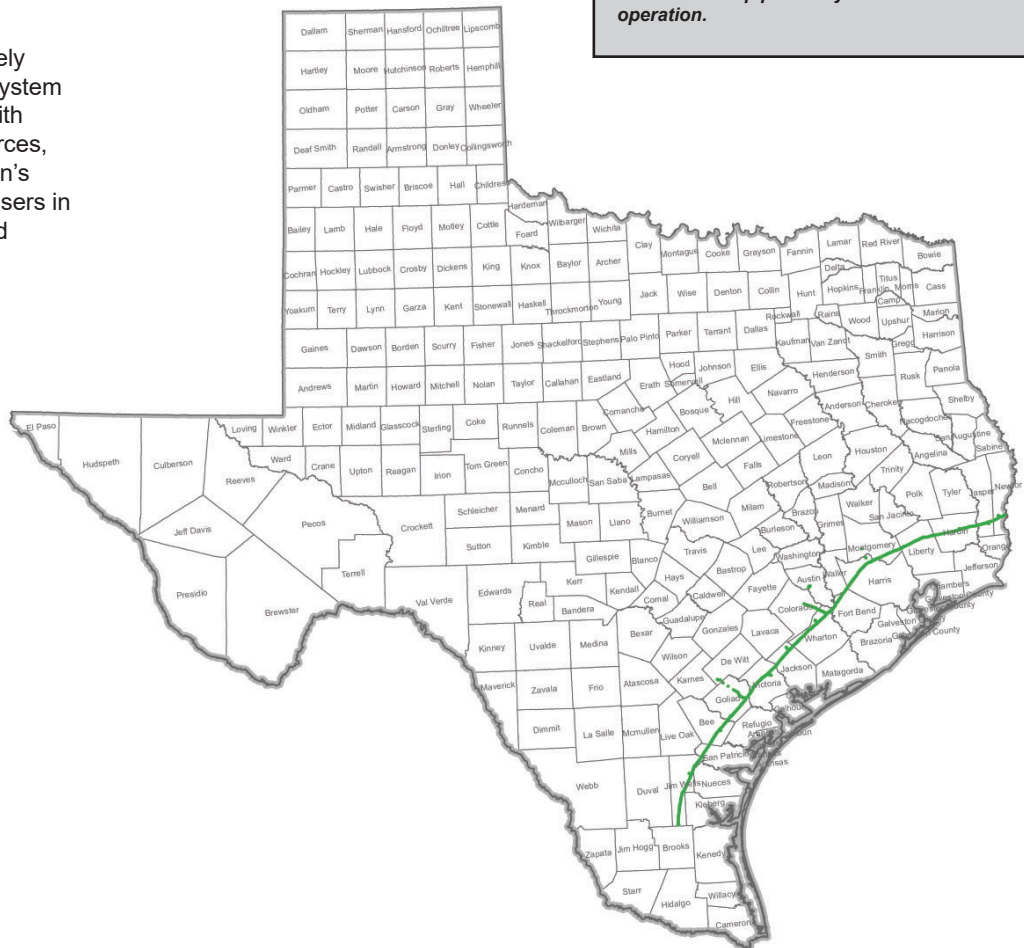 operation.
ely
ystem
ith
rces,
n's
sers in
d
Dallam Sherman Hansford Ochiltree Lipscomb
Hartley Moore Hutchinson Roberts Hemphill
Oldham Potter Carson Gray Wheeler
Deaf Smith Randall Armstrong Donley Collingsworth
Parmer Castro Swisher Briscoe Hall Childress
Hardeman
Bailey Lamb Hale Floyd Motley Cottle Foard Wilbarger Wichita
Clay Montague Cooke Grayson Fannin Lamar Red River Bowie
Delta
Cochran Hockley Lubbock Crosby Dickens King Knox Baylor Archer
Jack Wise Denton Collin Hunt Hopkins Franklin Titus Morris Cass
Camp
Yoakum Terry Lynn Garza Kent Stonewall Haskell Throckmorton Young
Rockwall Rains Wood Upshur Marion
Gaines Dawson Borden Scurry Fisher Jones Shackelford Stephens Palo Pinto Parker Tarrant Dallas Kaufman Van Zandt Smith Gregg Harrison
Andrews Martin Howard Mitchell Nolan Taylor Callahan Eastland Erath Hood Somervell Johnson Ellis Henderson Rusk Panola
Comanche Bosque Hill Navarro Anderson Cherokee Shelby
El Paso Hudspeth Culberson Loving Winkler Ector Midland Glasscock Sterling Coke Runnels Coleman Brown Hamilton Freestone Nacogdoches San Augustine
Reeves Ward Crane Upton Reagan Irion Tom Green Concho Mills Coryell Mclennan Limestone Leon Houston Angelina Sabine
Mcculloch San Saba Lampasas Bell Falls Robertson Madison Trinity
Jeff Davis Pecos Crockett Schleicher Menard Mason Llano Burnet Williamson Milam Brazos Grimes Walker San Jacinto Polk Tyler Jasper Newton
Sutton Kimble Gillespie Blanco Travis Lee Burleson Washington Montgomery Liberty Hardin Orange
Presidio Brewster Terrell Val Verde Edwards Real Kerr Bandera Kendall Hays Comal Caldwell Bastrop Fayette Austin Waller Harris Jefferson
Chambers
Guadalupe Gonzales Colorado Fort Bend Galveston County
Kinney Uvalde Medina Bexar Wilson Lavaca Wharton Brazoria
Maverick Zavala Frio Atascosa Karnes De Witt Jackson Matagorda
Goliad Victoria Calhoun
Dimmit La Salle Mcmullen Live Oak Bee Refugio
San Patricio
Webb Duval Jim Wells Nueces
Kleberg
Zapata Jim Hogg Brooks Kenedy
Starr Hidalgo Willacy
Cameron